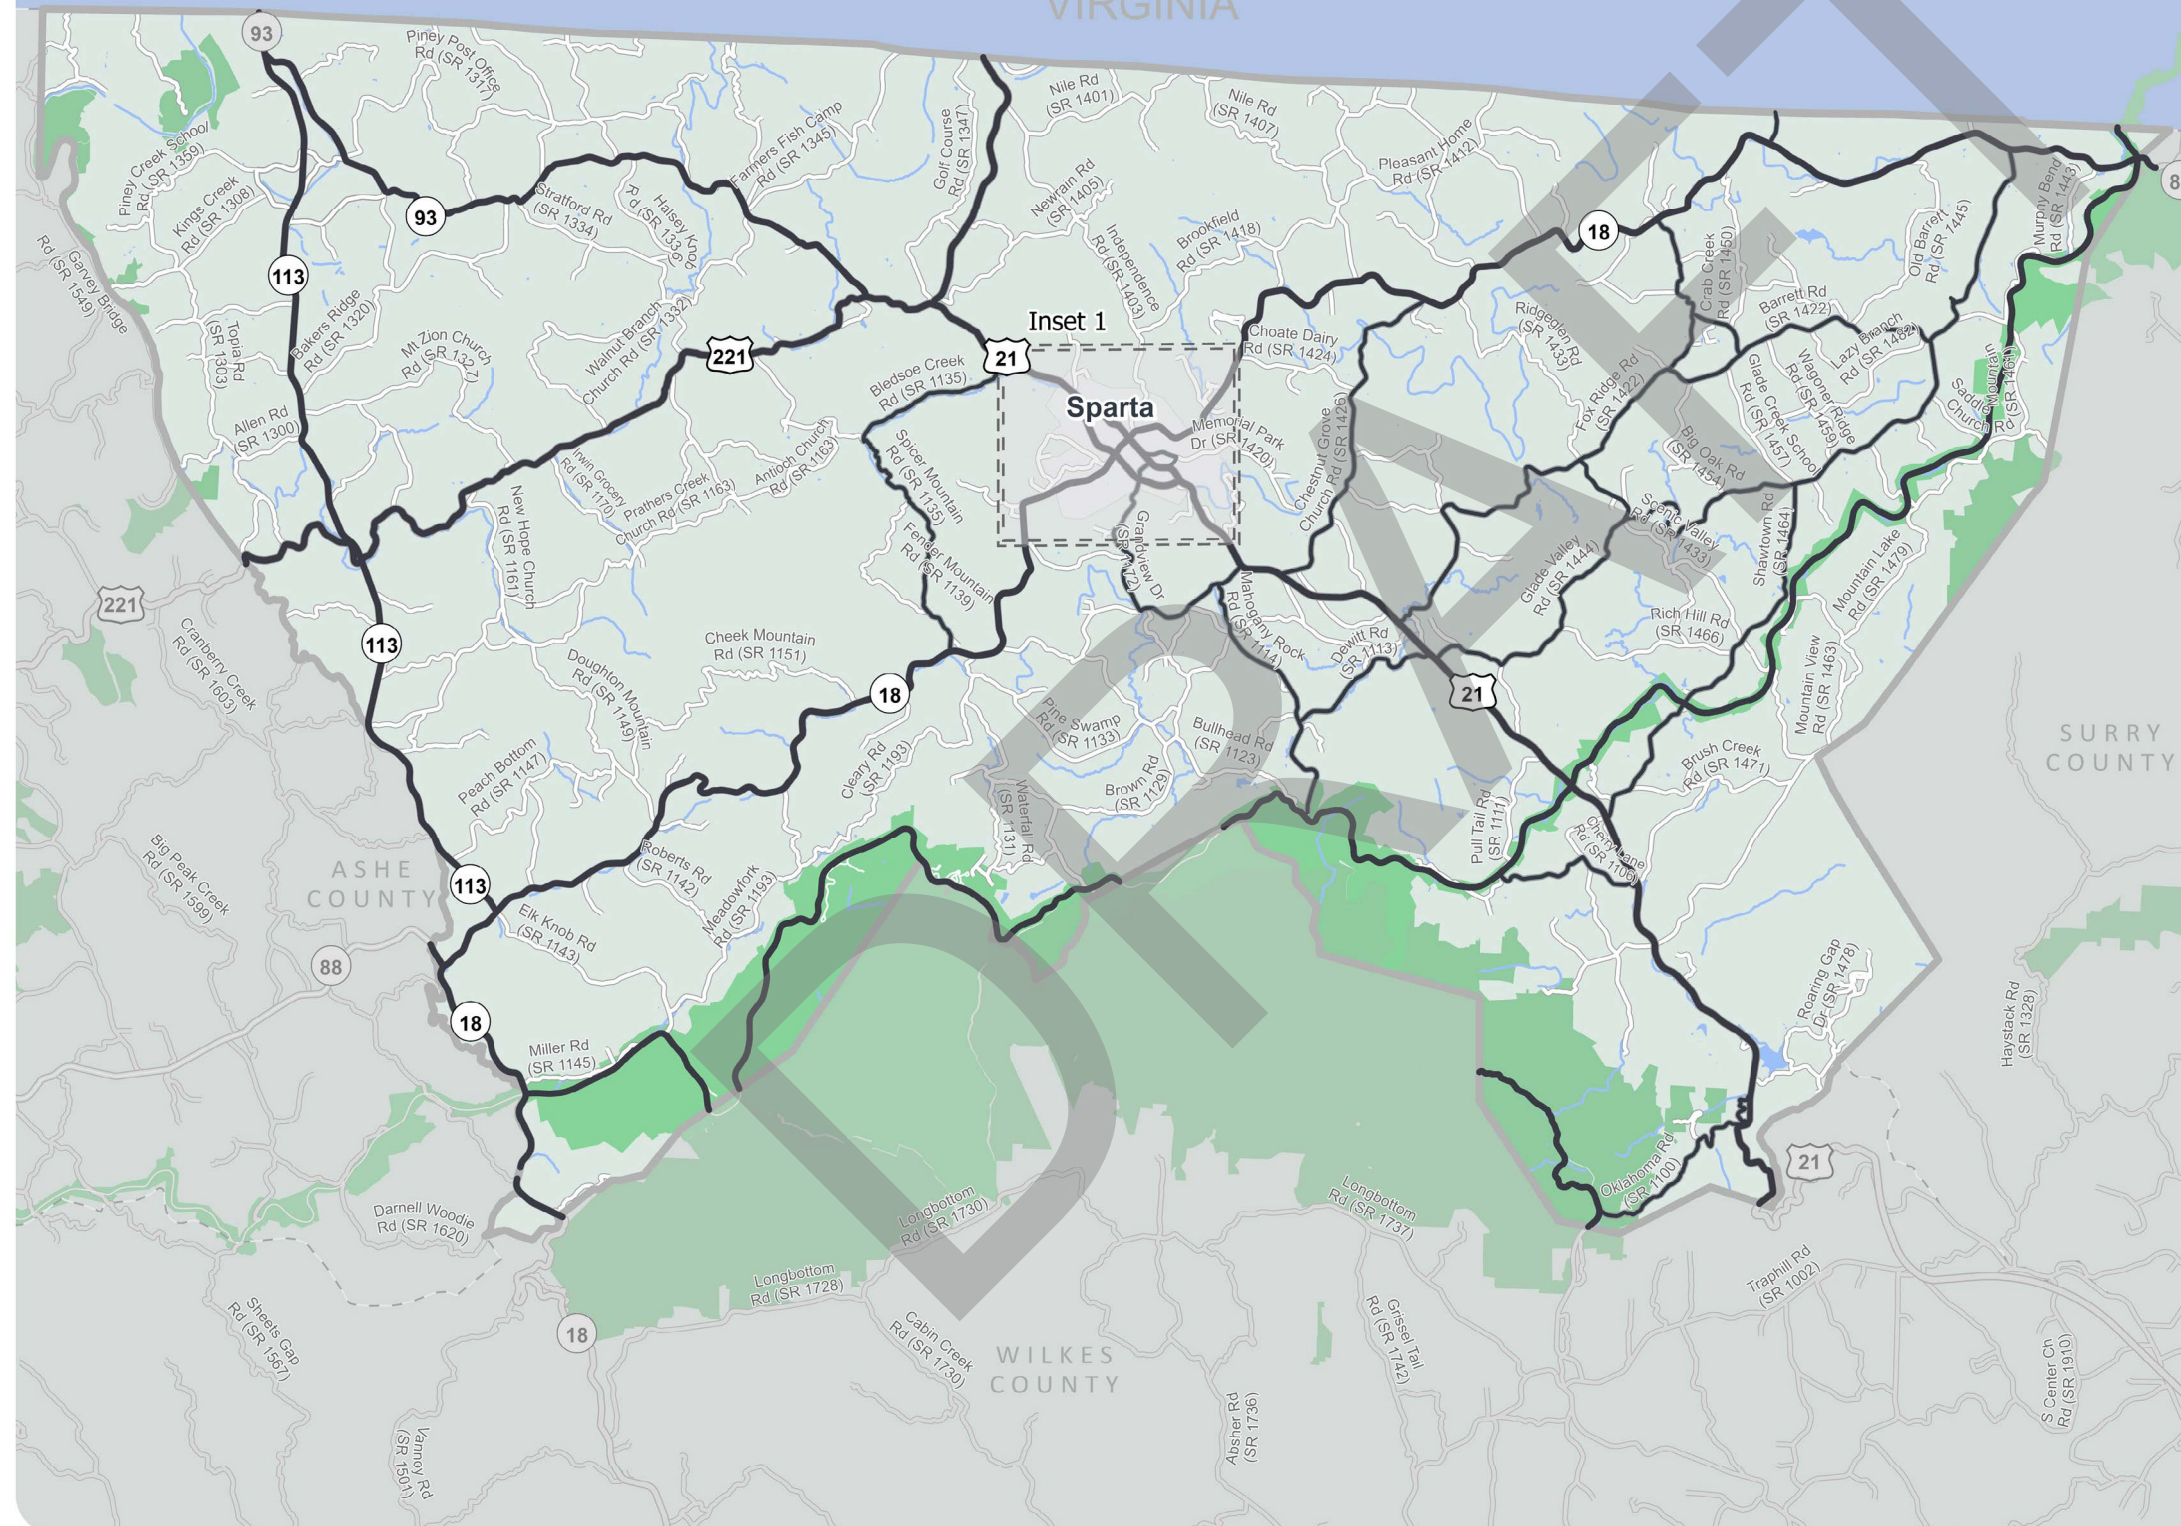 VIRGINIA
93
Piney Post Office
Rd (SR 1317)
Nile Rd
(SR 1401)
Nile Rd
(SR 1407)
Farmers Fish Camp
Rd (SR 1345)
Golf Course
Rd (SR 1347)
Pleasant Home
Rd (SR 1412)
Piney Creek School
Rd (SR 1359)
Kings Creek
Rd (SR 1308)
93
Stratford Rd
(SR 1334)
Halsey Knob
Rd (SR 1336)
Newrain Rd
(SR 1405)
Independence
Rd (SR 1403)
Brookfield
Rd (SR 1418)
18
Crab Creek
Rd (SR 1450)
Old Barrett
Rd (SR 1445)
Murphy Bend
Rd (SR 1443)
8
Garvey Bridge
Rd (SR 1549)
113
Topia Rd
(SR 1303)
Bakers Ridge
Rd (SR 1320)
Mt Zion Church
Rd (SR 1327)
Walnut Branch
Church Rd (SR 1332)
221
Inset 1
21
Bledsoe Creek
Rd (SR 1135)
Choate Dairy
Rd (SR 1424)
Ridgeglen Rd
(SR 1433)
Barrett Rd
(SR 1422)
Lazy Branch
Rd (SR 1482)
Fox Ridge Rd
(SR 1422)
Glade Creek School
Rd (SR 1457)
Wagoner Ridge
Rd (SR 1459)
Saddle Mountain
Church Rd (SR 1461)
Allen Rd
(SR 1300)
Sparta
Memorial Park
Dr (SR 1420)
Chestnut Grove
Church Rd (SR 1426)
Big Oak Rd
(SR 1454)
Irwin Grocery
Rd (SR 1170)
Prathers Creek
Church Rd (SR 1163)
Antioch Church
Rd (SR 1163)
Spicer Mountain
Rd (SR 1135)
New Hope Church
Rd (SR 1161)
Fender Mountain
Rd (SR 1139)
Grandview Dr
(SR 1172)
Scenic Valley
Rd (SR 1433)
Shawtown Rd
(SR 1464)
Glade Valley
Rd (SR 1444)
Mountain Lake
Rd (SR 1479)
221
Cranberry Creek
Rd (SR 1603)
113
Cheek Mountain
Rd (SR 1151)
Doughton Mountain
Rd (SR 1149)
18
Mahogany Rock
Rd (SR 1114)
Dewitt Rd
(SR 1113)
Rich Hill Rd
(SR 1466)
21
Mountain View
Rd (SR 1463)
Pine Swamp
Rd (SR 1133)
Bullhead Rd
(SR 1123)
Brush Creek
Rd (SR 1471)
SURRY
COUNTY
Peach Bottom
Rd (SR 1147)
Cleary Rd
(SR 1193)
Waterfal Rd
(SR 1131)
Brown Rd
(SR 1129)
Pull Tail Rd
(SR 1111)
Cherry Lane
Rd (SR 1106)
Big Peak Creek
Rd (SR 1599)
ASHE
COUNTY
113
Roberts Rd
(SR 1142)
Meadowfork
Rd (SR 1193)
Elk Knob Rd
(SR 1143)
88
18
Roaring Gap
Dr (SR 1478)
Haystack Rd
(SR 1328)
Miller Rd
(SR 1145)
Oklahoma Rd
(SR 1100)
21
Darnell Woodie
Rd (SR 1620)
Longbottom
Rd (SR 1730)
Longbottom
Rd (SR 1737)
Longbottom
Rd (SR 1728)
Traphill Rd
(SR 1002)
Sheets Gap
Rd (SR 1567)
18
Cabin Creek
Rd (SR 1730)
WILKES
COUNTY
Grissel Tail
Rd (SR 1742)
S Center Ch
Rd (SR 1910)
Vannoy Rd
(SR 1501)
Absher Rd
(SR 1736)
DRAFT